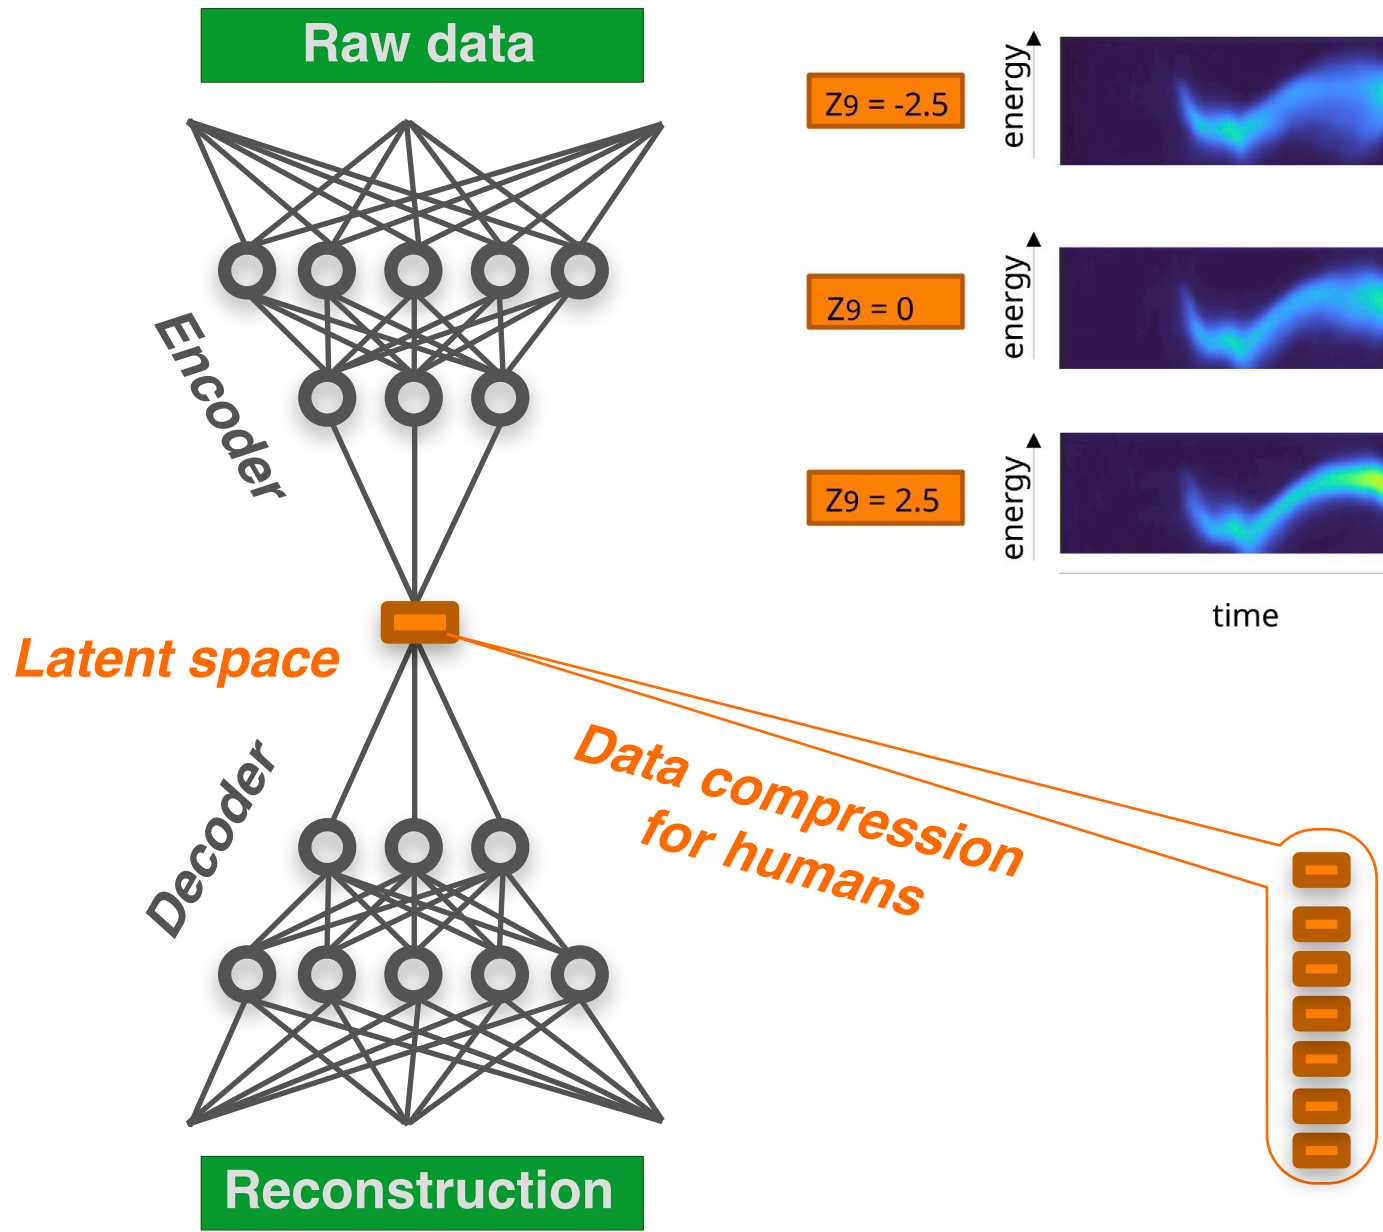 Raw data
Encoder
Latent space
Decoder
Data compression
for humans
Reconstruction
Z9 = -2.5
energy
Z9 = 0
energy
Z9 = 2.5
energy
time